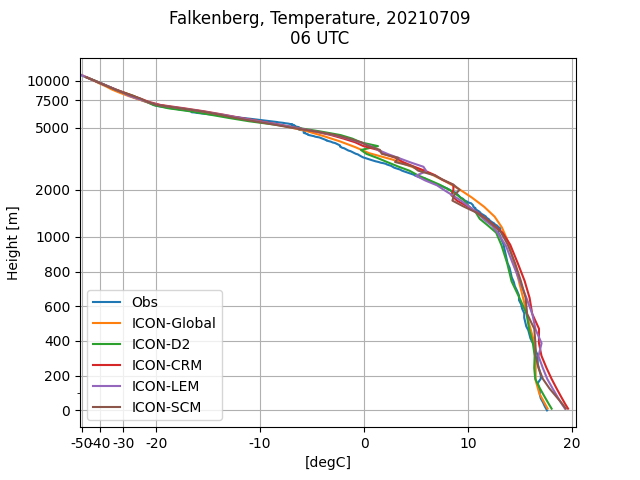 Falkenberg, Temperature, 20210709
06 UTC
10000
7500
5000
2000
1000
800
600
400
200
0
Height [m]
Obs
ICON-Global
ICON-D2
ICON-CRM
ICON-LEM
ICON-SCM
-50 -40 -30 -20 -10 0 10 20
[degC]